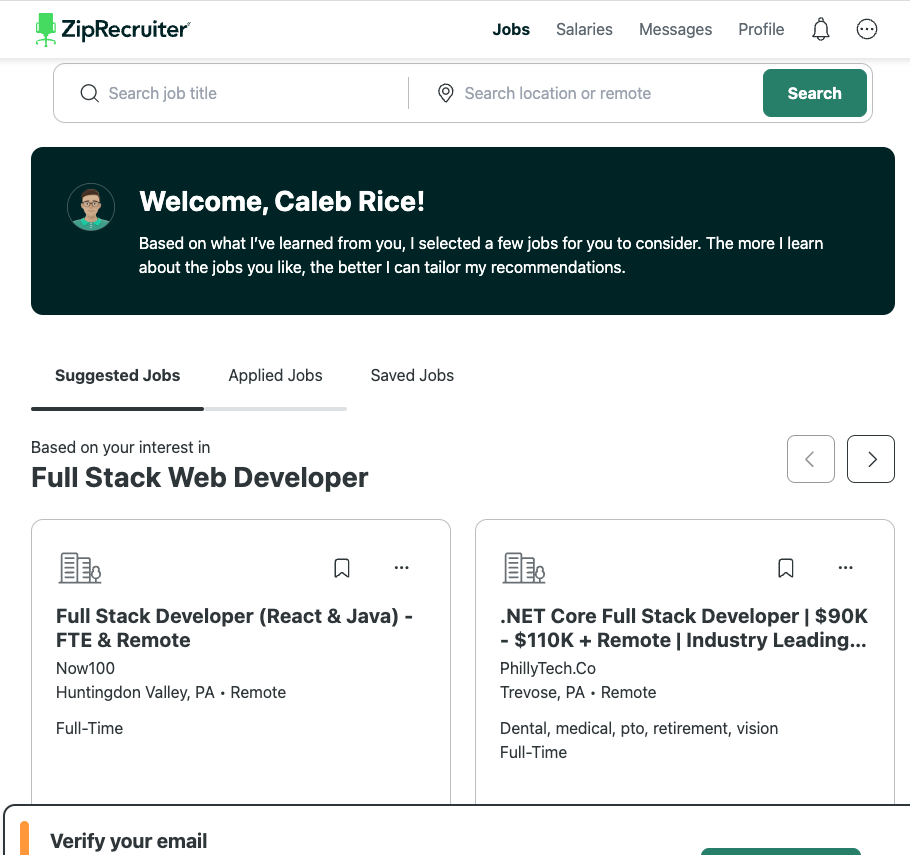 ZipRecruiter
Jobs
Salaries
Messages
Profile
Search job title
Search location or remote
Search
Welcome, Caleb Rice!
Based on what I’ve learned from you, I selected a few jobs for you to consider. The more I learn
about the jobs you like, the better I can tailor my recommendations.
Suggested Jobs
Applied Jobs
Saved Jobs
Based on your interest in
Full Stack Web Developer
Full Stack Developer (React & Java) -
FTE & Remote
Now100
Huntingdon Valley, PA • Remote
Full-Time
.NET Core Full Stack Developer | $90K
- $110K + Remote | Industry Leading...
PhillyTech.Co
Trevose, PA • Remote
Dental, medical, pto, retirement, vision
Full-Time
Verify your email